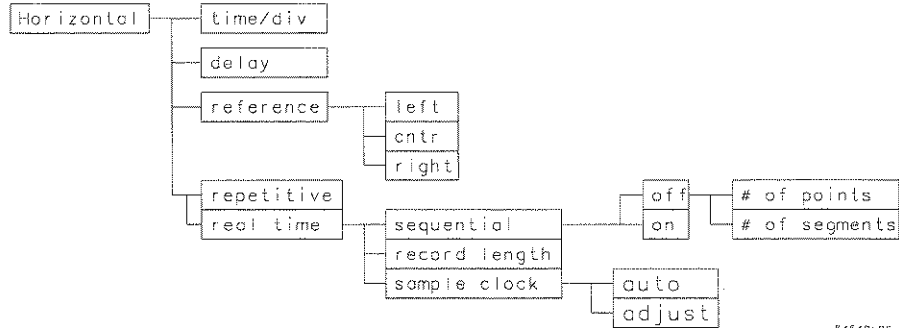 Horizontal
time/div
delay
reference
left
cntr
right
repetitive
real time
sequential
off
# of points
on
# of segments
record length
sample clock
auto
adjust